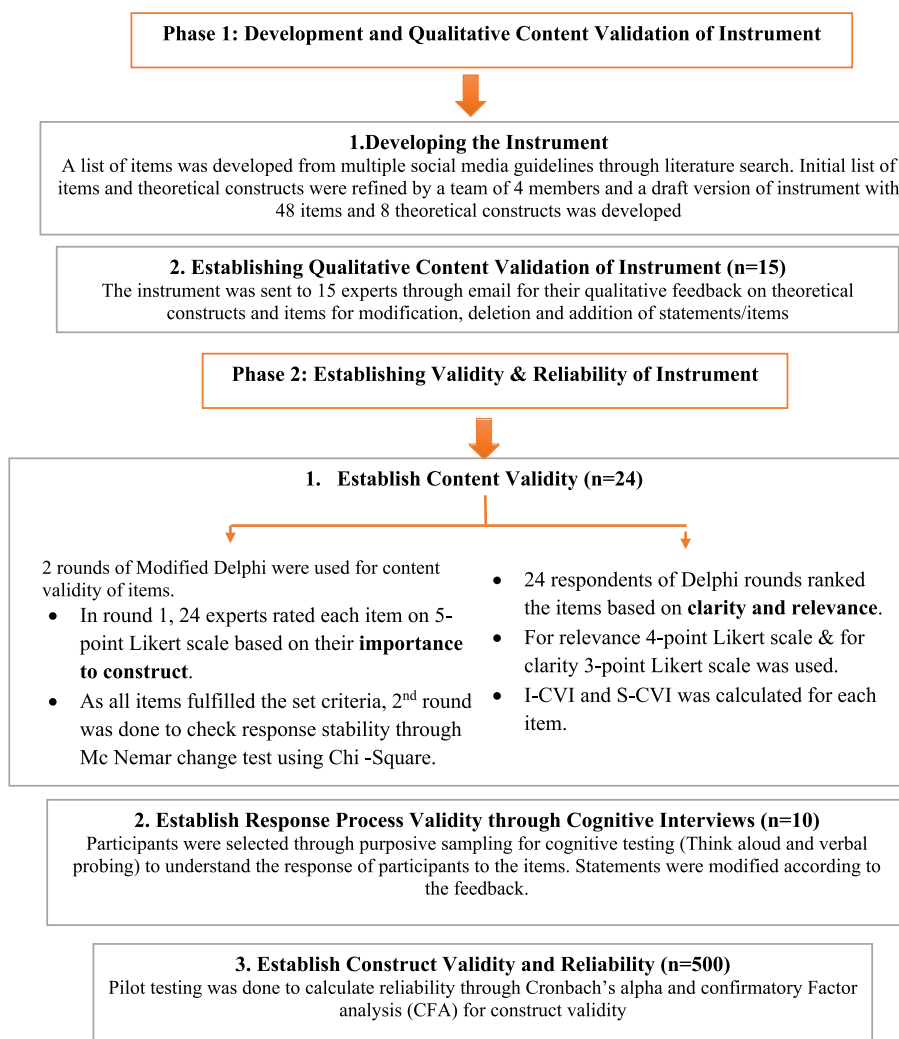 Phase 1: Development and Qualitative Content Validation of Instrument
1.Developing the Instrument
A list of items was developed from multiple social media guidelines through literature search. Initial list of
items and theoretical constructs were refined by a team of 4 members and a draft version of instrument with
48 items and 8 theoretical constructs was developed
2. Establishing Qualitative Content Validation of Instrument (n=15)
The instrument was sent to 15 experts through email for their qualitative feedback on theoretical
constructs and items for modification, deletion and addition of statements/items
Phase 2: Establishing Validity & Reliability of Instrument
1. Establish Content Validity (n=24)
2 rounds of Modified Delphi were used for content
validity of items.
• In round 1, 24 experts rated each item on 5-
point Likert scale based on their importance
to construct.
• As all items fulfilled the set criteria, 2nd round
was done to check response stability through
Mc Nemar change test using Chi -Square.
• 24 respondents of Delphi rounds ranked
the items based on clarity and relevance.
• For relevance 4-point Likert scale & for
clarity 3-point Likert scale was used.
• I-CVI and S-CVI was calculated for each
item.
2. Establish Response Process Validity through Cognitive Interviews (n=10)
Participants were selected through purposive sampling for cognitive testing (Think aloud and verbal
probing) to understand the response of participants to the items. Statements were modified according to
the feedback.
3. Establish Construct Validity and Reliability (n=500)
Pilot testing was done to calculate reliability through Cronbach’s alpha and confirmatory Factor
analysis (CFA) for construct validity